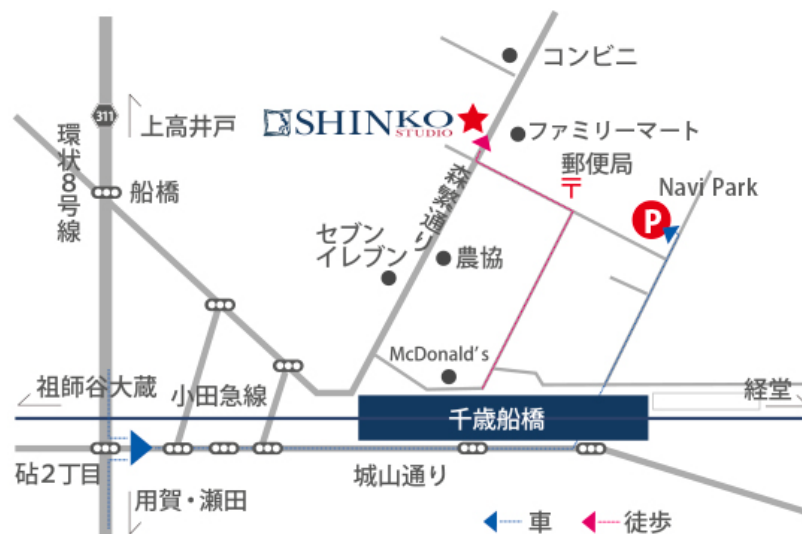 コンビニ
311
上高井戸
SHINKO
STUDIO
ファミリーマート
環状8号線
郵便局
〒
船橋
森繁通り
Navi Park
P
セブン
イレブン
農協
McDonald's
祖師谷大蔵
小田急線
経堂
千歳船橋
砧2丁目
城山通り
用賀・瀬田
車
徒歩